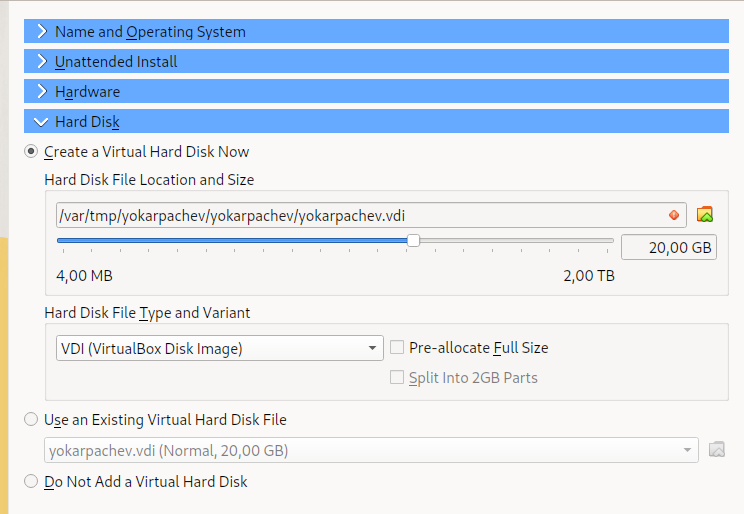 Name and Operating System
Unattended Install
Hardware
Hard Disk
Create a Virtual Hard Disk Now
Hard Disk File Location and Size
/var/tmp/yokarpachev/yokarpachev/yokarpachev.vdi
20,00 GB
4,00 MB 2,00 TB
Hard Disk File Type and Variant
VDI (VirtualBox Disk Image) Pre-allocate Full Size
Split Into 2GB Parts
Use an Existing Virtual Hard Disk File
yokarpachev.vdi (Normal, 20,00 GB)
Do Not Add a Virtual Hard Disk